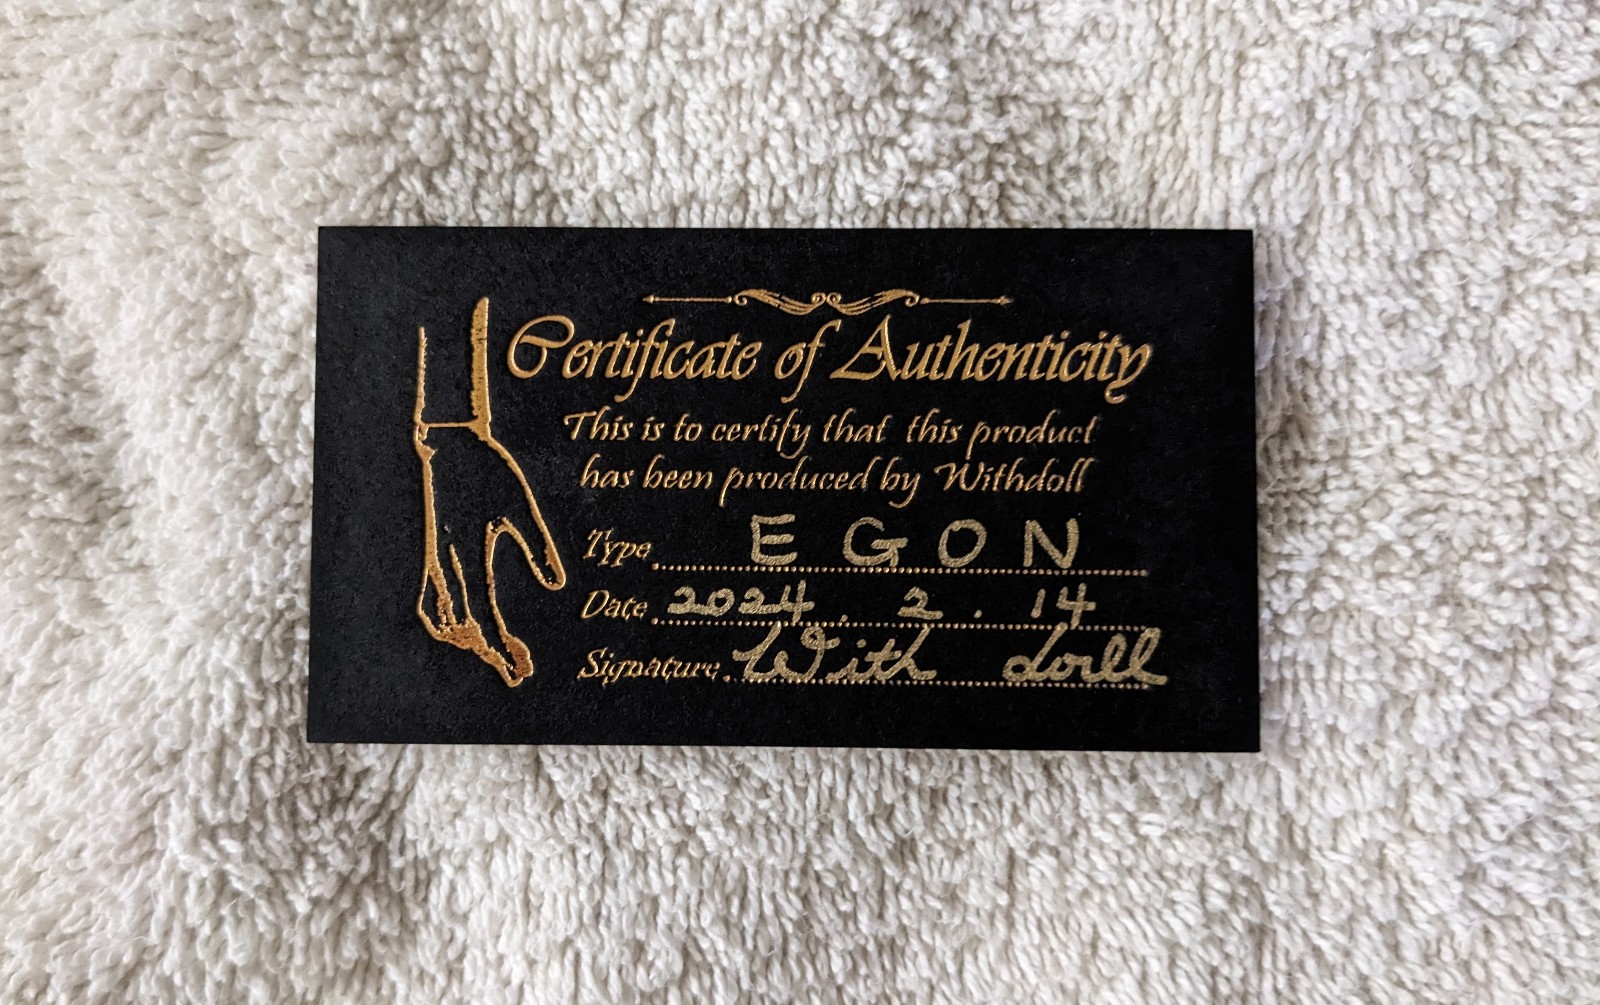 Certificate of Authenticity
This is to certify that this product
has been produced by Withdoll
Type EGON
Date 2024. 2. 14
Signature With doll